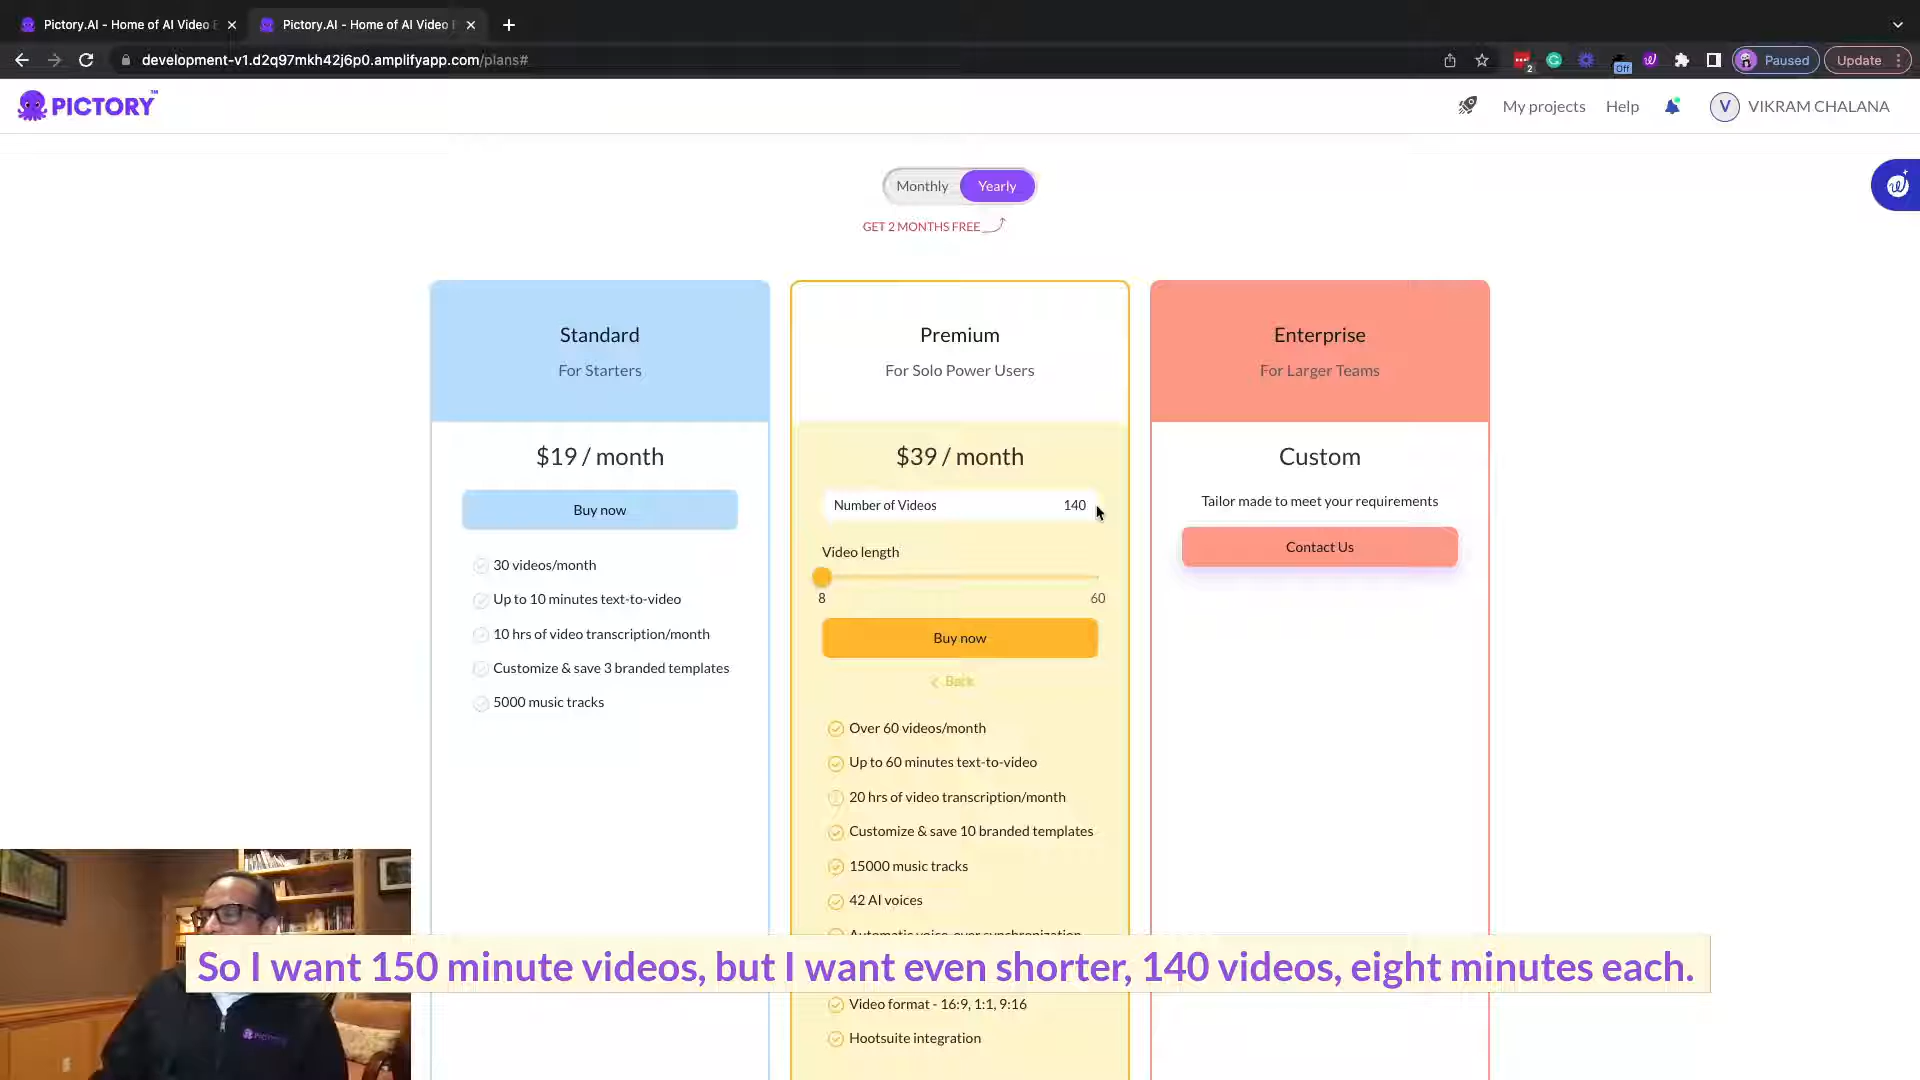 Pictory.AI - Home of AI Video
Pictory.AI - Home of AI Video
development-v1.d2q97mkh42j6p0.amplifyapp.com/plans#
2
Off
Paused
Update
PICTORY™
My projects
Help
V
VIKRAM CHALANA
Monthly
Yearly
GET 2 MONTHS FREE
Standard
For Starters
$19 / month
Buy now
30 videos/month
Up to 10 minutes text-to-video
10 hrs of video transcription/month
Customize & save 3 branded templates
5000 music tracks
Premium
For Solo Power Users
$39 / month
Number of Videos 140
Video length
8 60
Buy now
< Back
Over 60 videos/month
Up to 60 minutes text-to-video
20 hrs of video transcription/month
Customize & save 10 branded templates
15000 music tracks
42 AI voices
Automatic voice-over synchronization
Video format - 16:9, 1:1, 9:16
Hootsuite integration
Enterprise
For Larger Teams
Custom
Tailor made to meet your requirements
Contact Us
So I want 150 minute videos, but I want even shorter, 140 videos, eight minutes each.
PICTORY